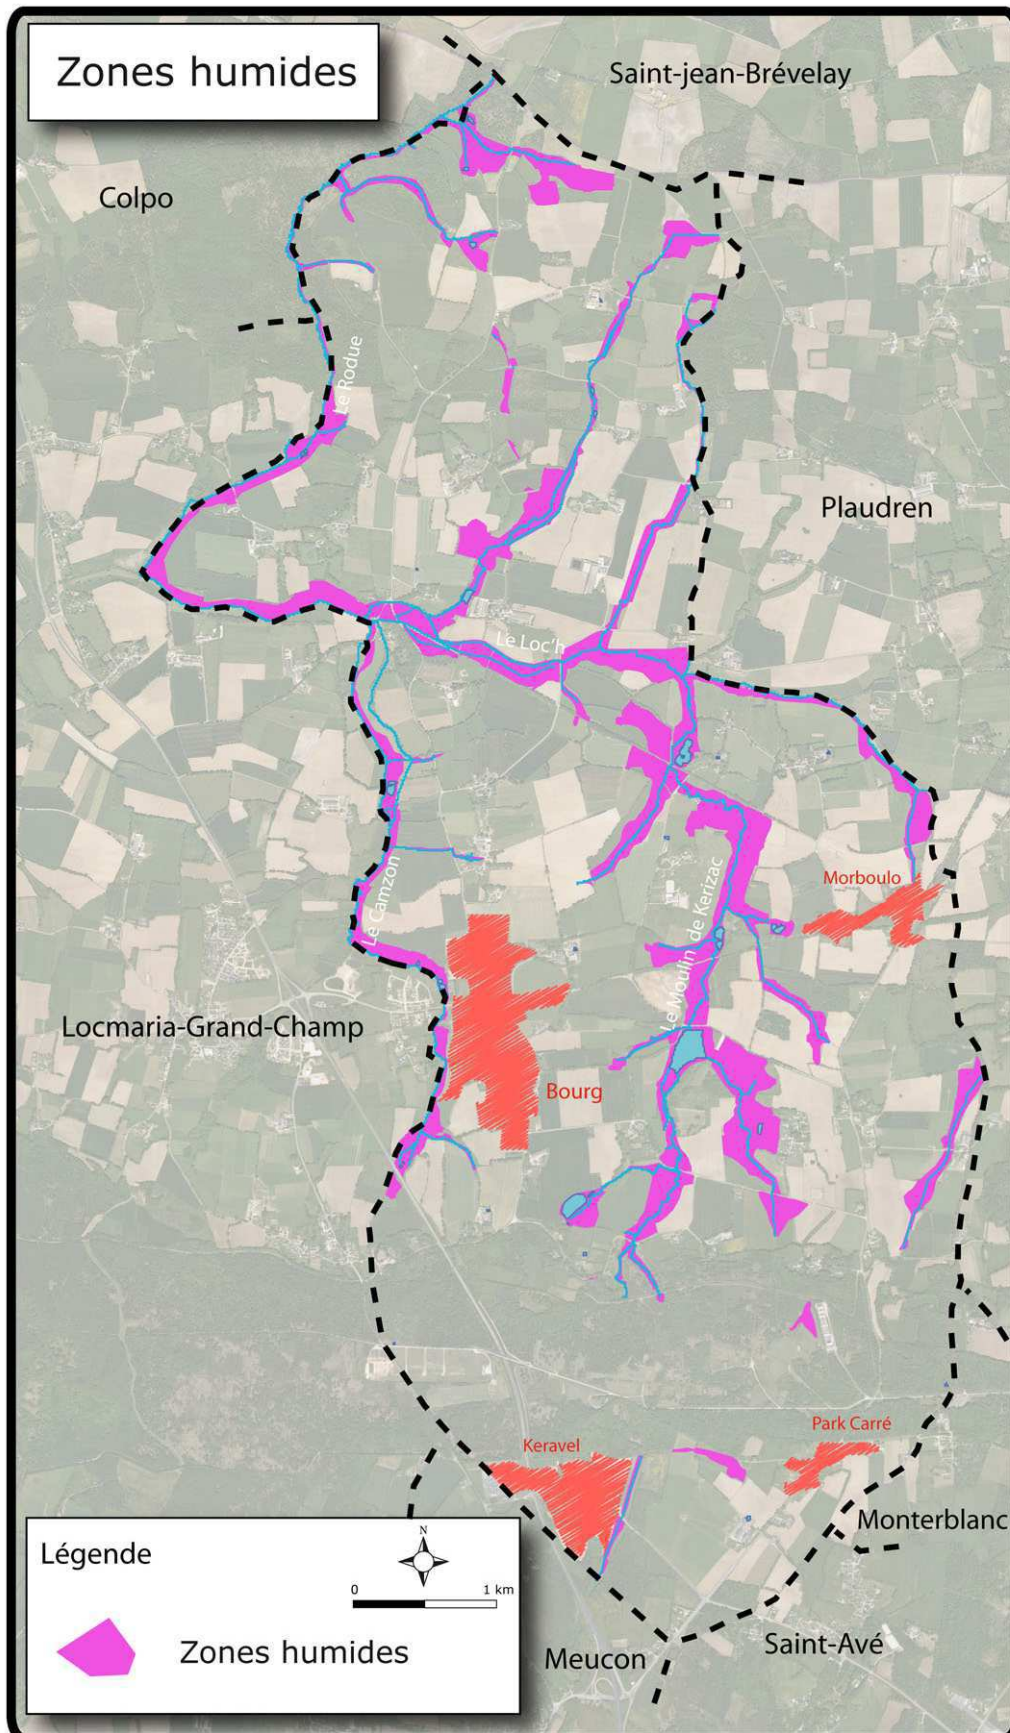 Zones humides
Saint-jean-Brévelay
Colpo
Le Rodue
Plaudren
Le Loc'h
Le Camzon
Le Moulin de Kerizac
Morboulo
Locmaria-Grand-Champ
Bourg
Park Carré
Keravel
Monterblanc
Légende
N
0 1 km
Zones humides
Meucon
Saint-Avé